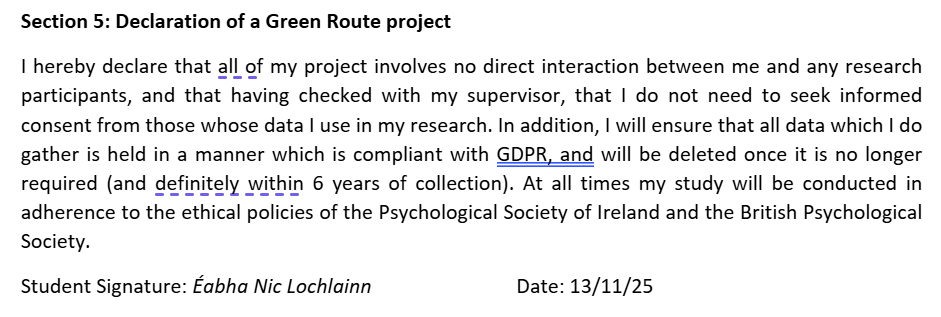 Section 5: Declaration of a Green Route project
I hereby declare that all of my project involves no direct interaction between me and any research
participants, and that having checked with my supervisor, that I do not need to seek informed
consent from those whose data I use in my research. In addition, I will ensure that all data which I do
gather is held in a manner which is compliant with GDPR, and will be deleted once it is no longer
required (and definitely within 6 years of collection). At all times my study will be conducted in
adherence to the ethical policies of the Psychological Society of Ireland and the British Psychological
Society.
Student Signature: Éabha Nic Lochlainn Date: 13/11/25